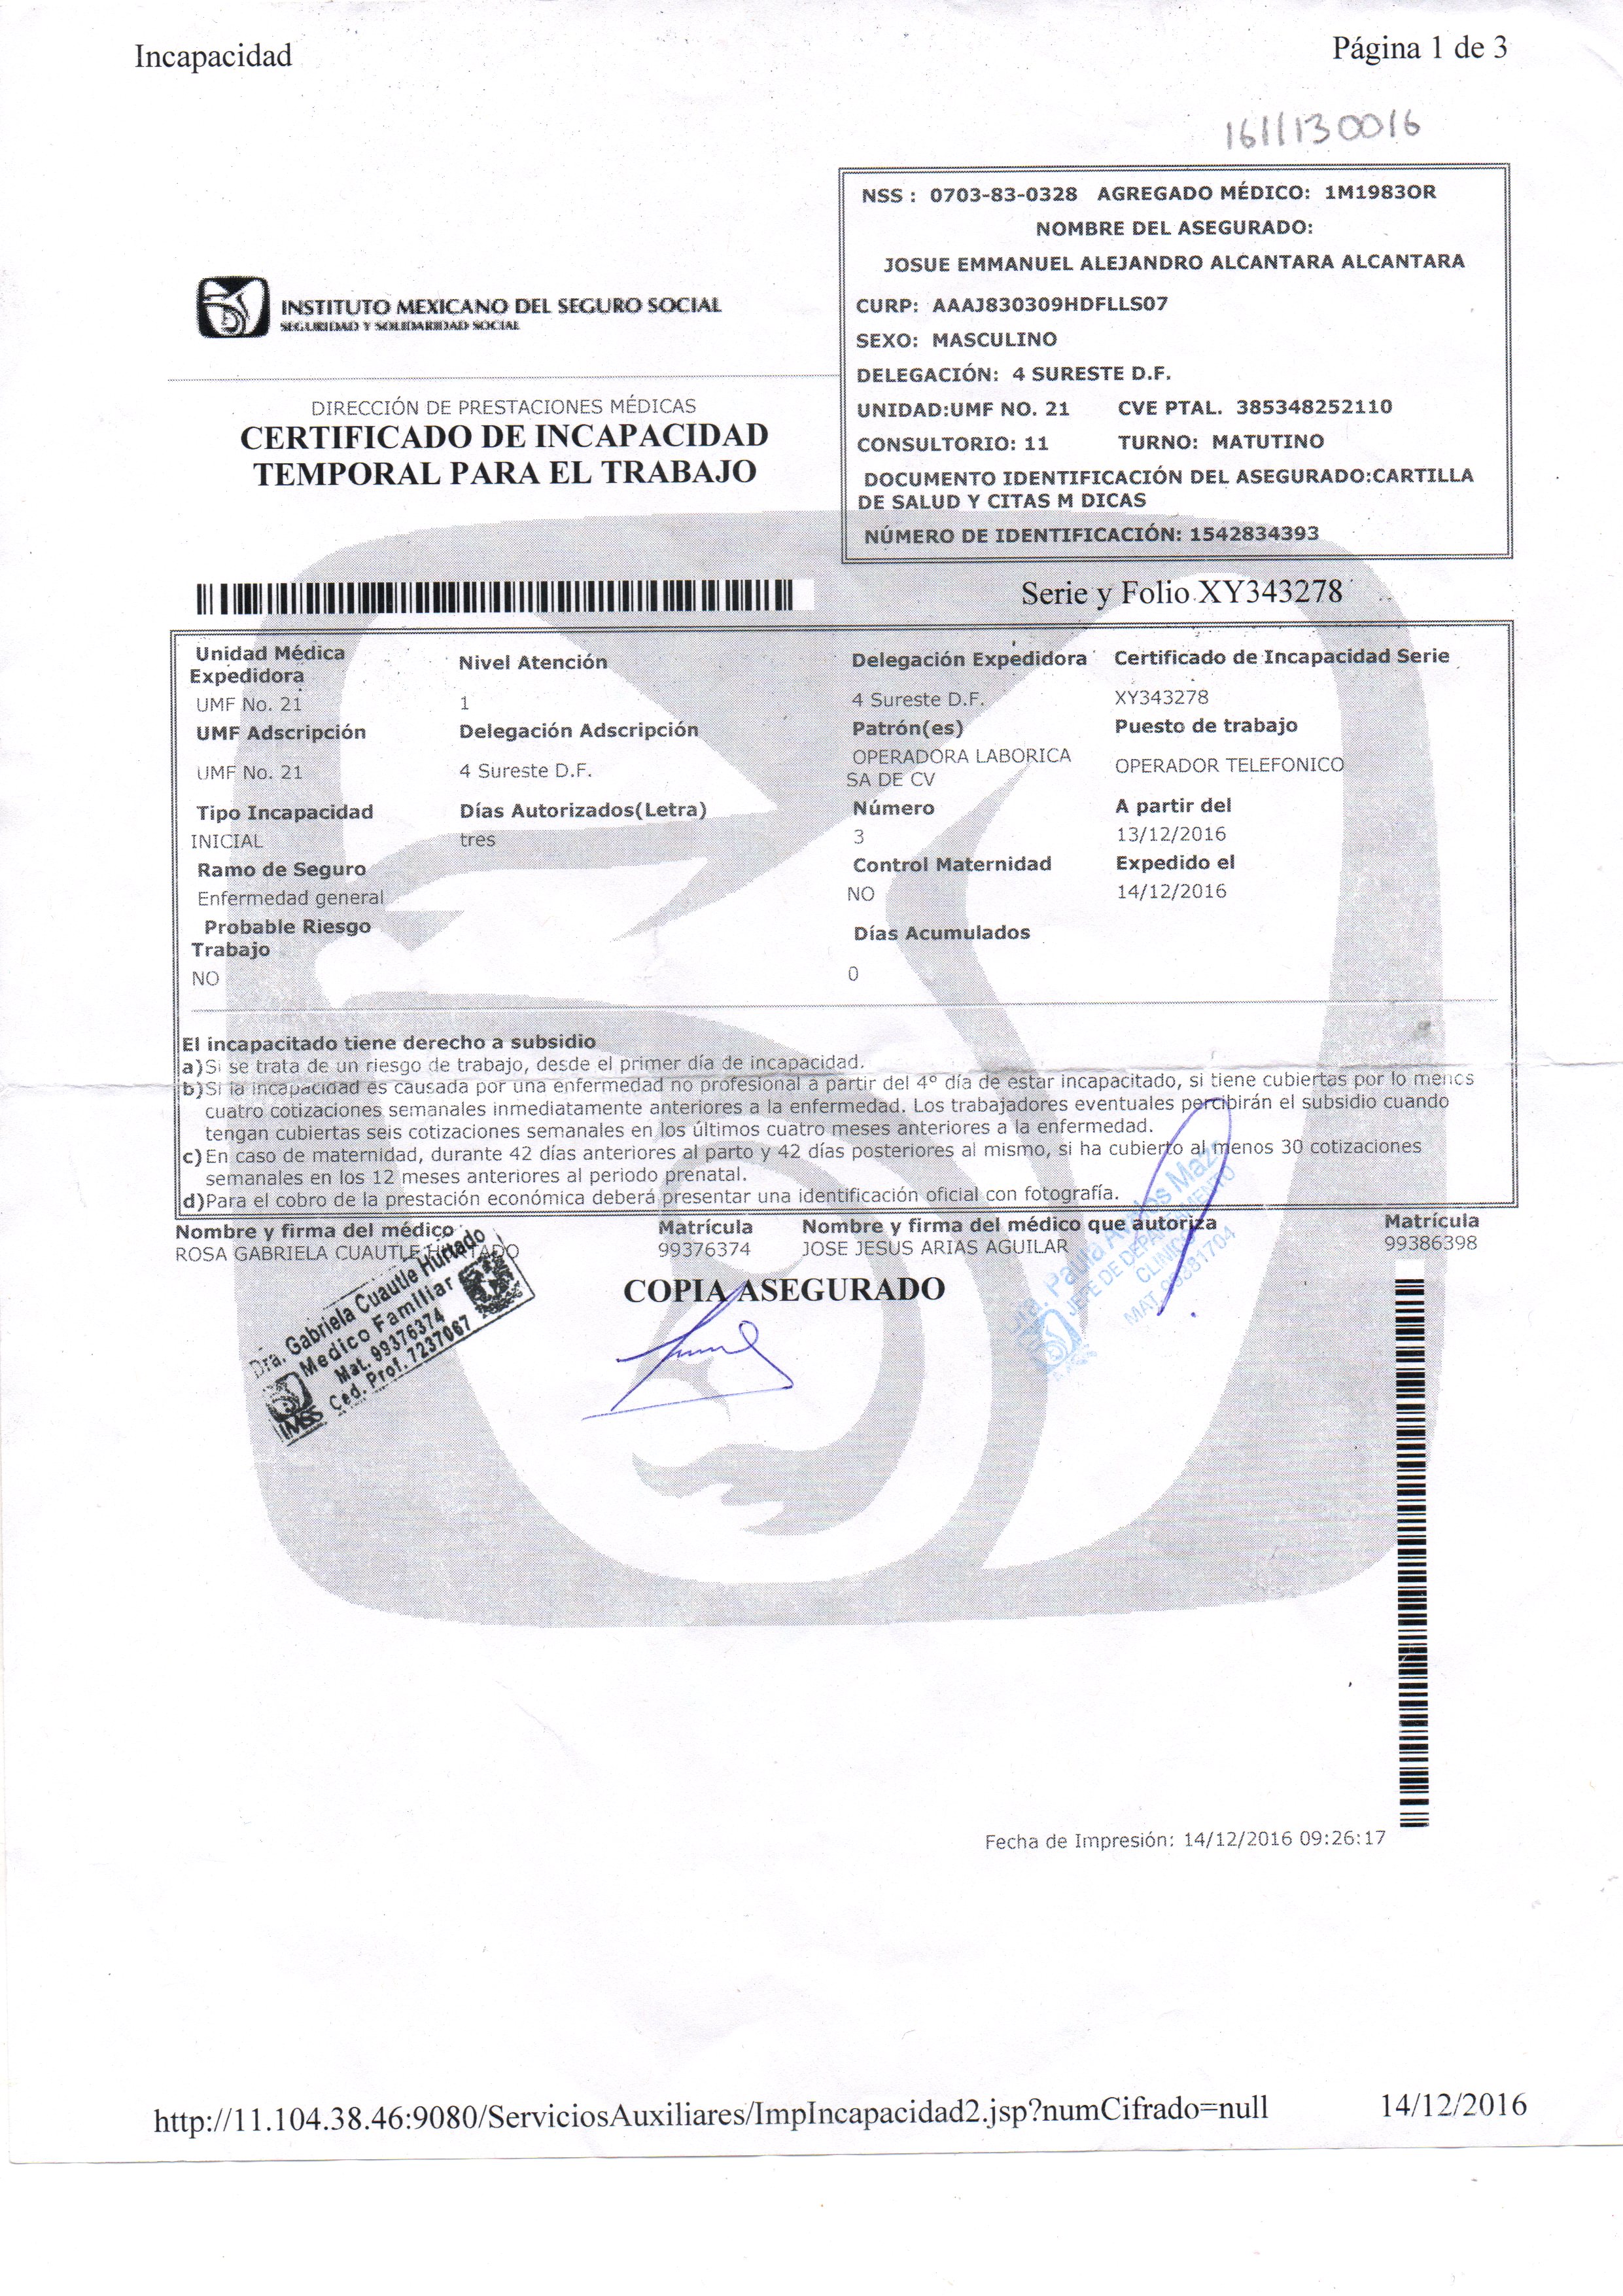 Incapacidad
Página 1 de 3
1611130016
NSS : 0703-83-0328 AGREGADO MÉDICO: 1M1983OR
NOMBRE DEL ASEGURADO:
JOSUE EMMANUEL ALEJANDRO ALCANTARA ALCANTARA
CURP: AAAJ830309HDFLLS07
SEXO: MASCULINO
DELEGACIÓN: 4 SURESTE D.F.
UNIDAD:UMF NO. 21 CVE PTAL. 385348252110
CONSULTORIO: 11 TURNO: MATUTINO
DOCUMENTO IDENTIFICACIÓN DEL ASEGURADO:CARTILLA
DE SALUD Y CITAS M DICAS
NÚMERO DE IDENTIFICACIÓN: 1542834393
INSTITUTO MEXICANO DEL SEGURO SOCIAL
SEGURIDAD Y SOLIDARIDAD SOCIAL
DIRECCIÓN DE PRESTACIONES MÉDICAS
CERTIFICADO DE INCAPACIDAD
TEMPORAL PARA EL TRABAJO
Serie y Folio XY343278
Unidad Médica
Expedidora
Nivel Atención
Delegación Expedidora
Certificado de Incapacidad Serie
UMF No. 21
1
4 Sureste D.F.
XY343278
UMF Adscripción
Delegación Adscripción
Patrón(es)
Puesto de trabajo
UMF No. 21
4 Sureste D.F.
OPERADORA LABORICA
SA DE CV
OPERADOR TELEFONICO
Tipo Incapacidad
Días Autorizados(Letra)
Número
A partir del
INICIAL
tres
3
13/12/2016
Ramo de Seguro
Control Maternidad
Expedido el
Enfermedad general
NO
14/12/2016
Probable Riesgo
Trabajo
Días Acumulados
NO
0
El incapacitado tiene derecho a subsidio
a)Si se trata de un riesgo de trabajo, desde el primer día de incapacidad.
b)Si la incapacidad es causada por una enfermedad no profesional a partir del 4º día de estar incapacitado, si tiene cubiertas por lo menos
cuatro cotizaciones semanales inmediatamente anteriores a la enfermedad. Los trabajadores eventuales percibirán el subsidio cuando
tengan cubiertas seis cotizaciones semanales en los últimos cuatro meses anteriores a la enfermedad.
c)En caso de maternidad, durante 42 días anteriores al parto y 42 días posteriores al mismo, si ha cubierto al menos 30 cotizaciones
semanales en los 12 meses anteriores al periodo prenatal.
d)Para el cobro de la prestación económica deberá presentar una identificación oficial con fotografía.
Nombre y firma del médico
Matrícula
Nombre y firma del médico que autoriza
Matrícula
ROSA GABRIELA CUAUTLE HURTADO
99376374
JOSE JESUS ARIAS AGUILAR
99386398
COPIA ASEGURADO
Dra. Gabriela Cuautle Hurtado
Medico Familiar
Mat. 99376374
Ced. Prof. 7237067
IMSS
Dra. Paula
JEFE DE DEPARTAMENTO
CLINICO
MAT. 99381704
Fecha de Impresión: 14/12/2016 09:26:17
http://11.104.38.46:9080/ServiciosAuxiliares/ImpIncapacidad2.jsp?numCifrado=null
14/12/2016